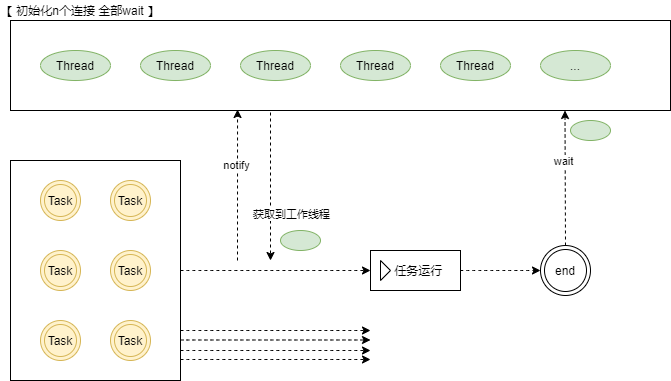 【 初始化n个连接 全部wait 】
Thread Thread Thread Thread Thread ...
notify
wait
Task Task
获取到工作线程
Task Task
任务运行
end
Task Task